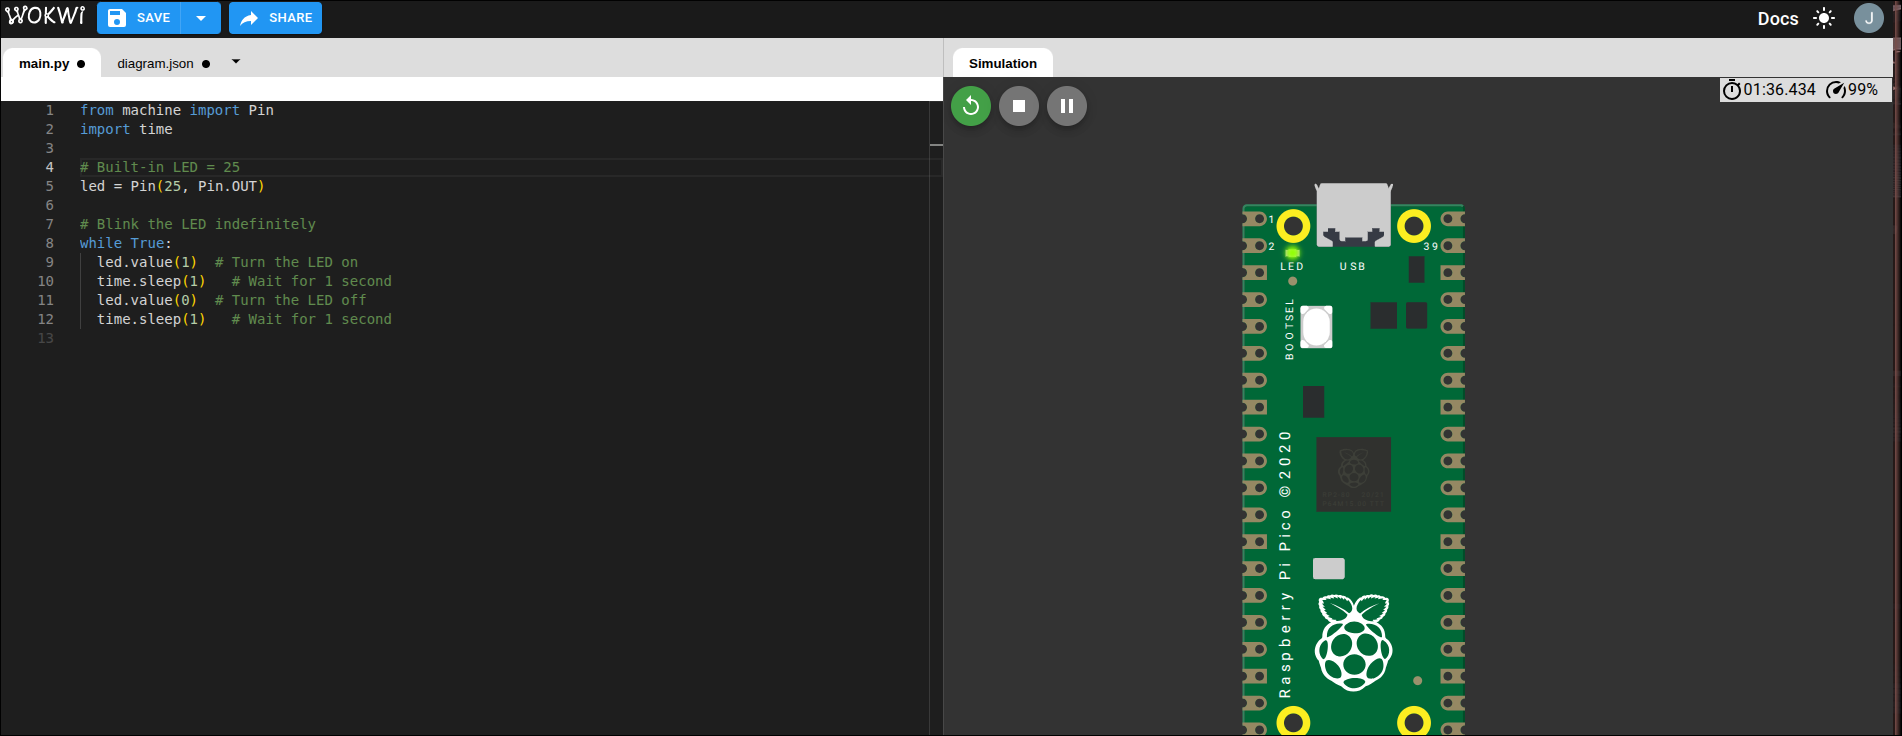 WOKWI SAVE SHARE Docs J
main.py diagram.json Simulation
01:36.434 99%
1 from machine import Pin
2 import time
3
4 # Built-in LED = 25
5 led = Pin(25, Pin.OUT)
6
7 # Blink the LED indefinitely
8 while True:
9 led.value(1) # Turn the LED on
10 time.sleep(1) # Wait for 1 second
11 led.value(0) # Turn the LED off
12 time.sleep(1) # Wait for 1 second
13
1
2 39
LED USB
BOOTSEL
Raspberry Pi Pico ©2020